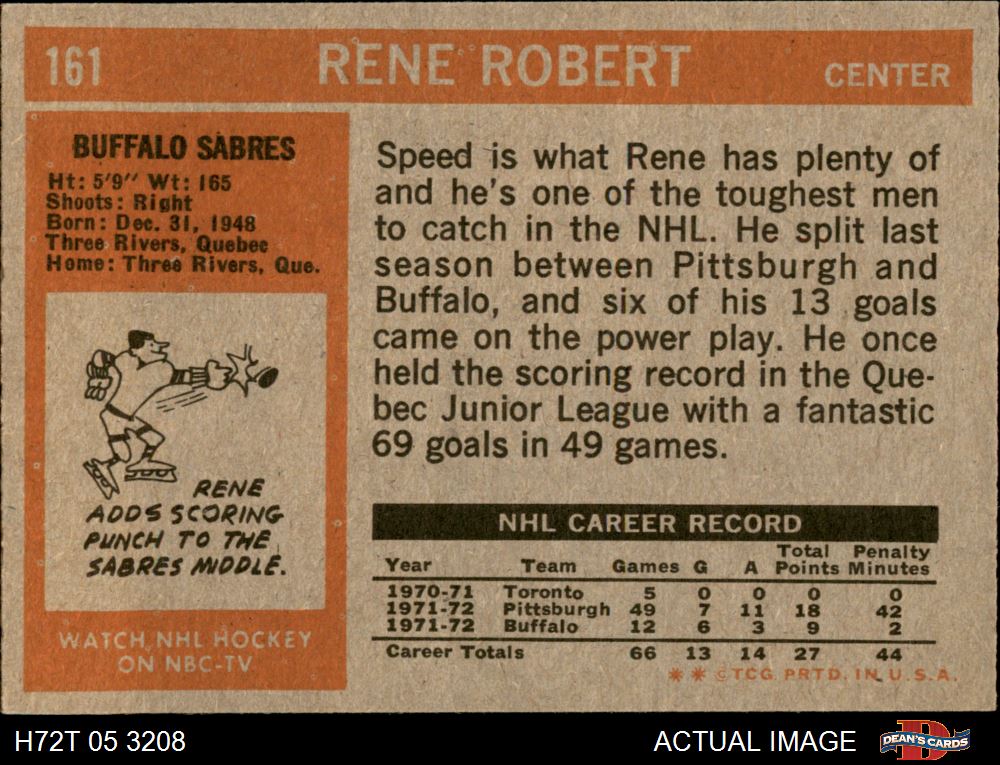 161 RENE ROBERT CENTER
BUFFALO SABRES
Ht: 5'9" Wt: 165
Shoots: Right
Born: Dec. 31, 1948
Three Rivers, Quebec
Home: Three Rivers, Que.
RENE
ADDS SCORING
PUNCH TO THE
SABRES MIDDLE.
WATCH NHL HOCKEY
ON NBC-TV
Speed is what Rene has plenty of
and he's one of the toughest men
to catch in the NHL. He split last
season between Pittsburgh and
Buffalo, and six of his 13 goals
came on the power play. He once
held the scoring record in the Que-
bec Junior League with a fantastic
69 goals in 49 games.
NHL CAREER RECORD
Year Team Games G A Total Points Penalty Minutes
1970-71 Toronto 5 0 0 0 0
1971-72 Pittsburgh 49 7 11 18 42
1971-72 Buffalo 12 6 3 9 2
Career Totals 66 13 14 27 44
** ©TCG PRTD. IN U.S.A.
H72T 05 3208 ACTUAL IMAGE DEAN'S CARDS